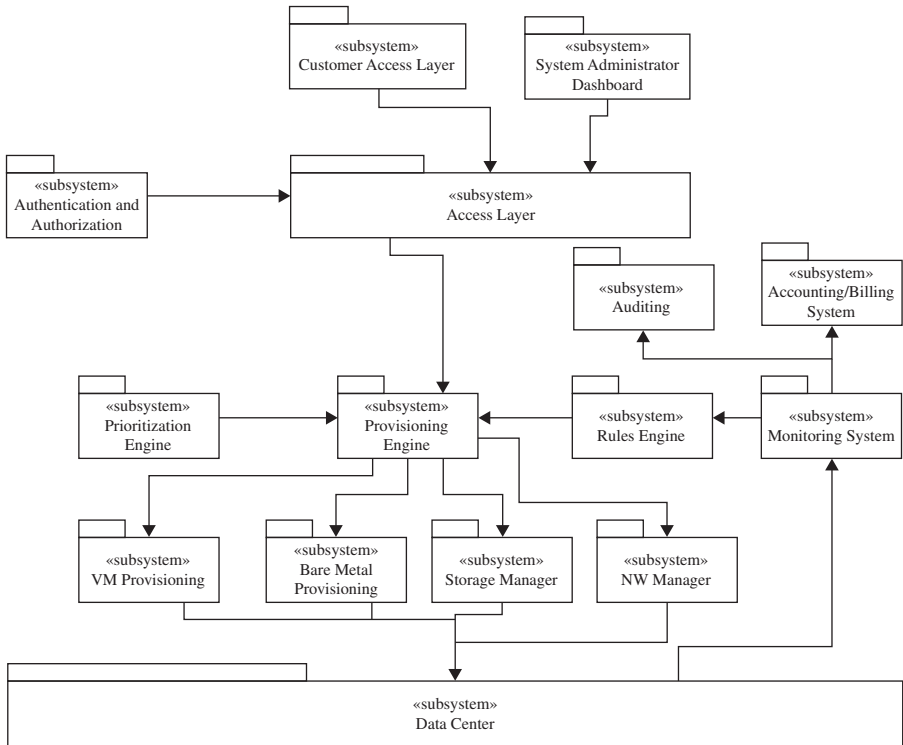 «subsystem»
Customer Access Layer
«subsystem»
System Administrator
Dashboard
«subsystem»
Authentication and
Authorization
«subsystem»
Access Layer
«subsystem»
Auditing
«subsystem»
Accounting/Billing
System
«subsystem»
Prioritization
Engine
«subsystem»
Provisioning
Engine
«subsystem»
Rules Engine
«subsystem»
Monitoring System
«subsystem»
VM Provisioning
«subsystem»
Bare Metal
Provisioning
«subsystem»
Storage Manager
«subsystem»
NW Manager
«subsystem»
Data Center